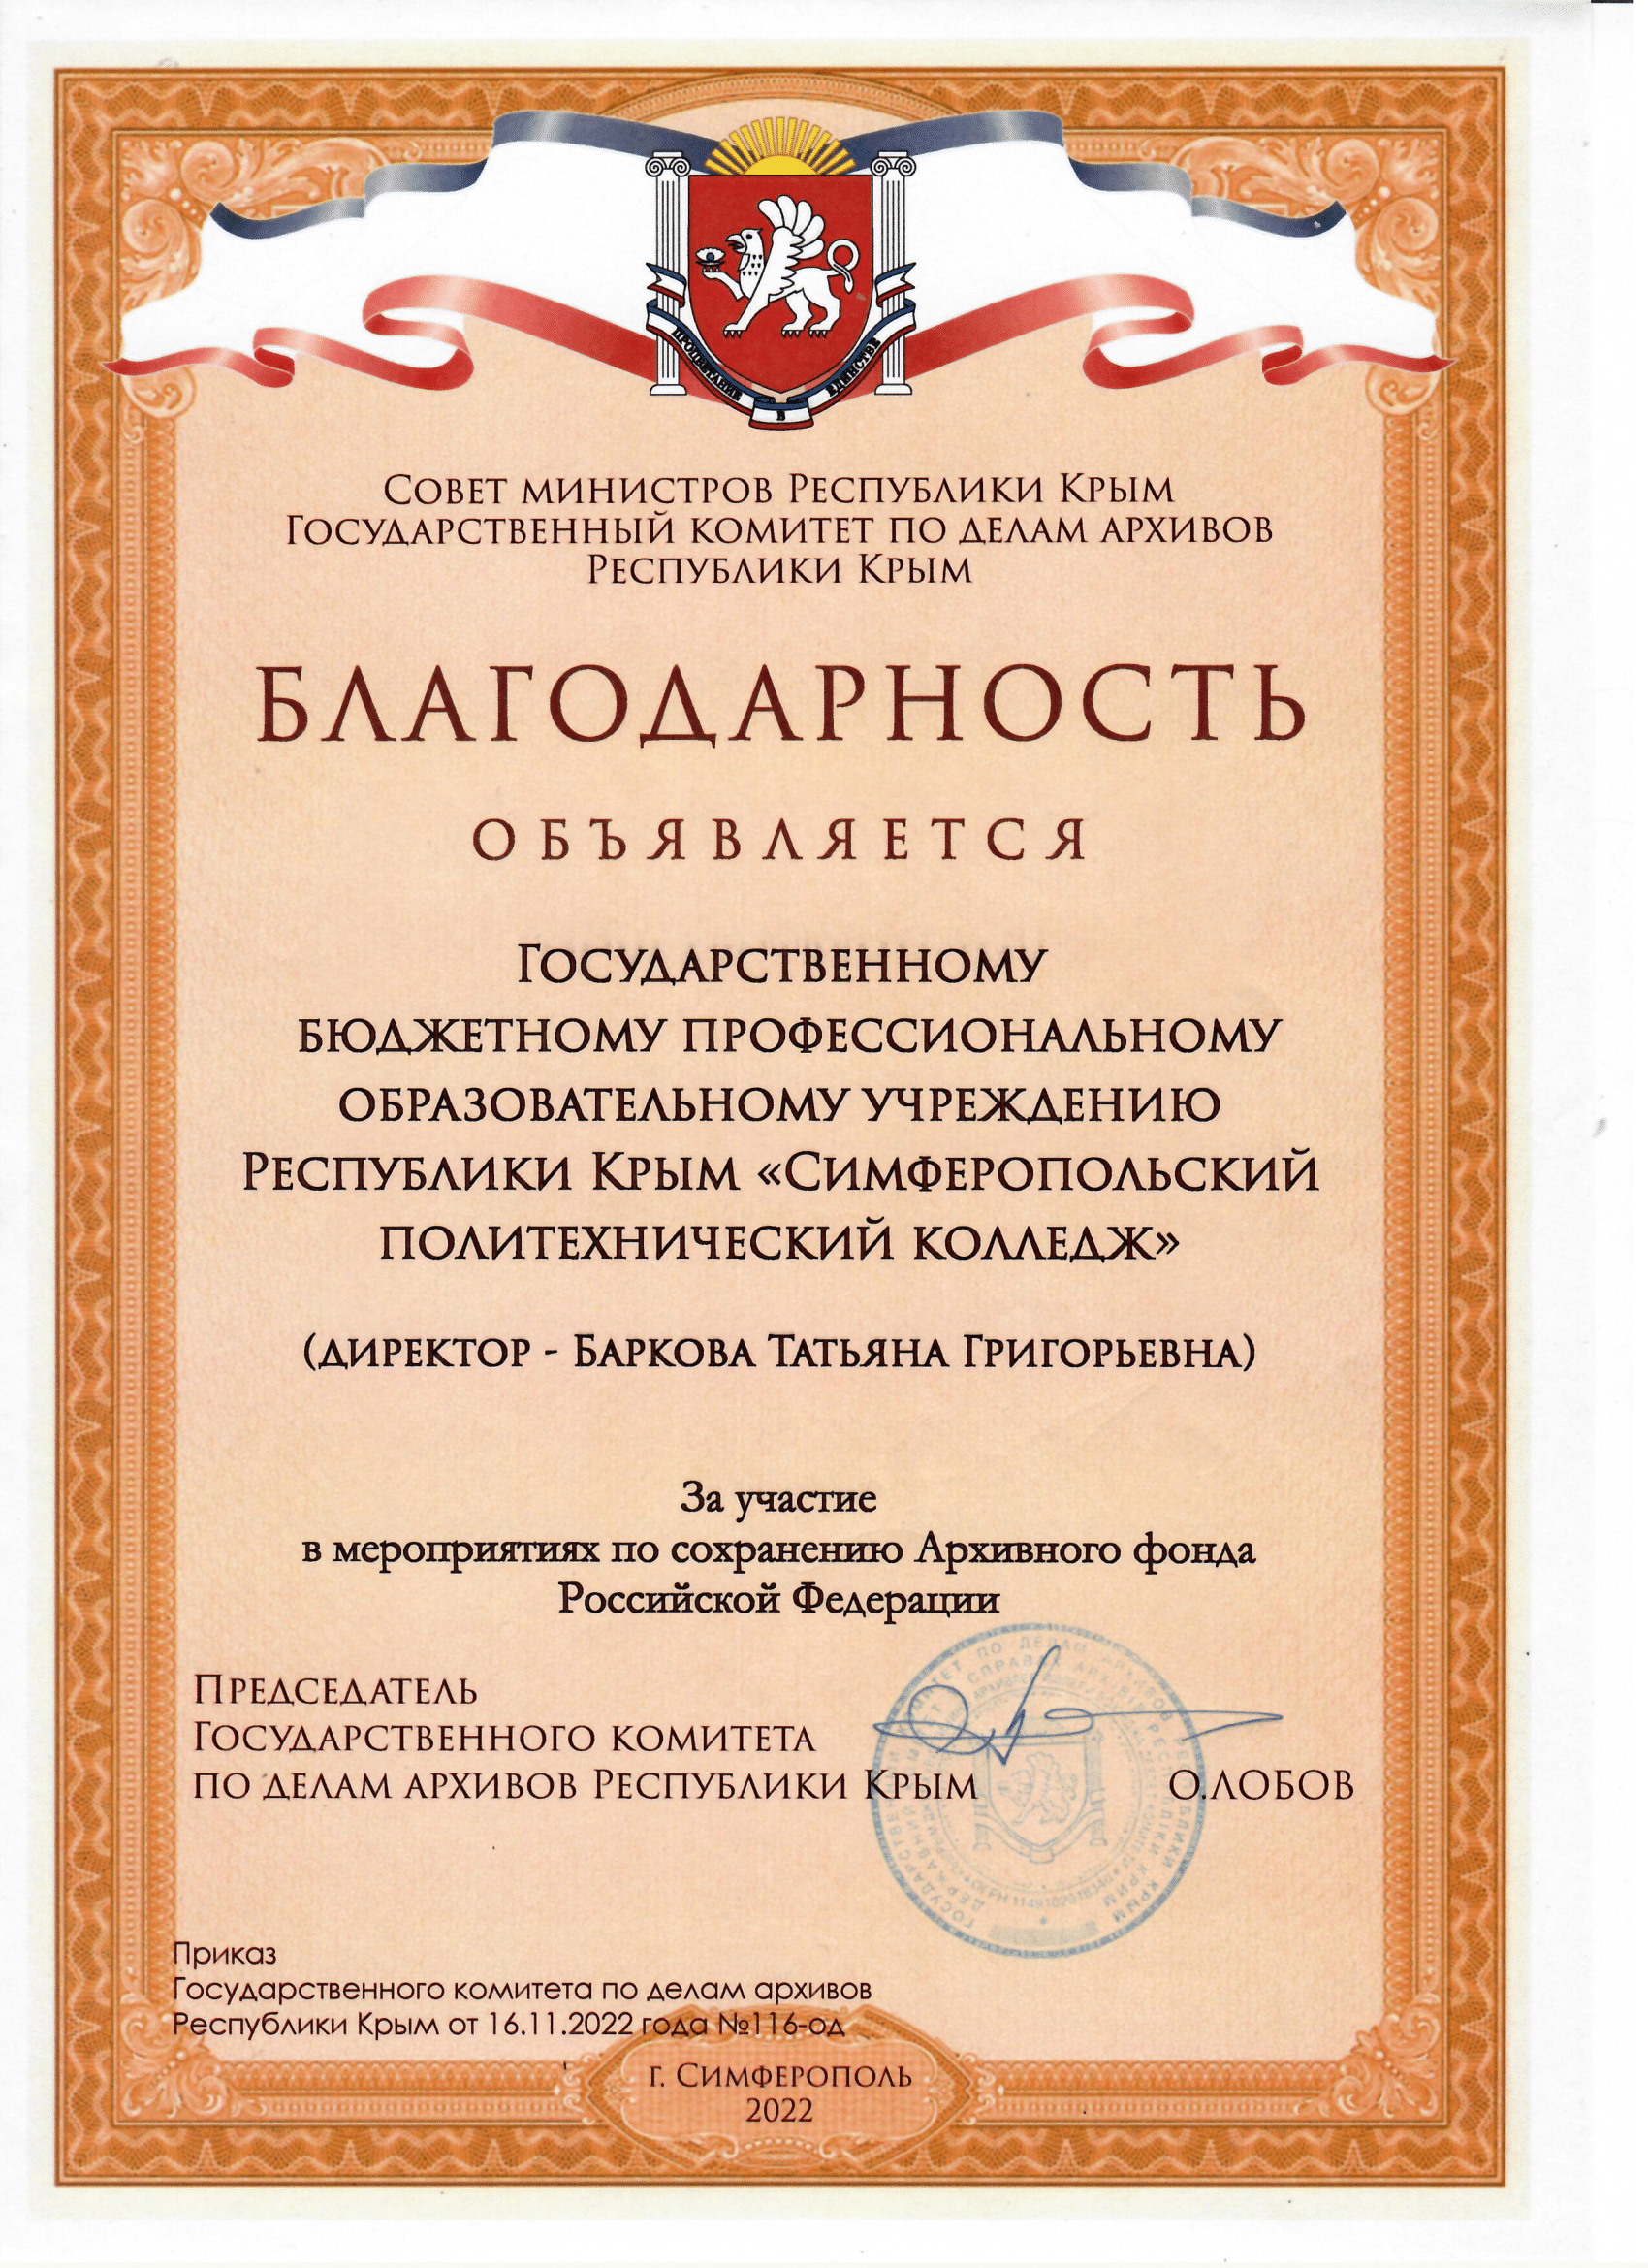 ПРОЦВЕТАНИЕ В ЕДИНСТВЕ
Совет министров Республики Крым
Государственный комитет по делам архивов
Республики Крым
БЛАГОДАРНОСТЬ
ОБЪЯВЛЯЕТСЯ
Государственному
бюджетному профессиональному
образовательному учреждению
Республики Крым «Симферопольский
политехнический колледж»
(директор - Баркова Татьяна Григорьевна)
За участие
в мероприятиях по сохранению Архивного фонда
Российской Федерации
Председатель
Государственного комитета
по делам архивов Республики Крым О.ЛОБОВ
Приказ
Государственного комитета по делам архивов
Республики Крым от 16.11.2022 года №116-од
г. Симферополь
2022